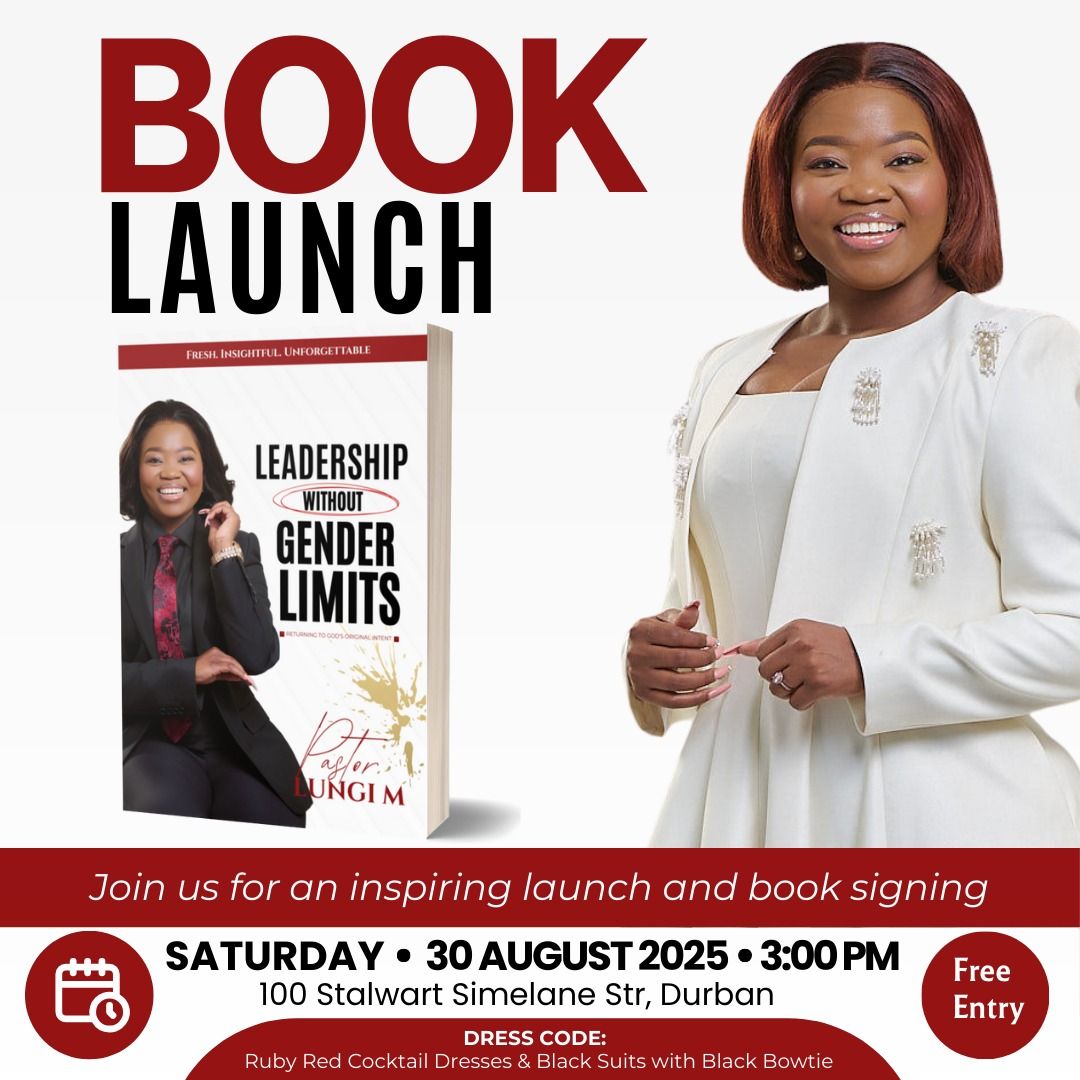 BOOK
LAUNCH
FRESH. INSIGHTFUL. UNFORGETTABLE
LEADERSHIP
WITHOUT
GENDER
LIMITS
RETURNING TO GOD'S ORIGINAL INTENT
Pastor
LUNGI M
Join us for an inspiring launch and book signing
SATURDAY • 30 AUGUST 2025 • 3:00 PM
100 Stalwart Simelane Str, Durban
Free
Entry
DRESS CODE:
Ruby Red Cocktail Dresses & Black Suits with Black Bowtie